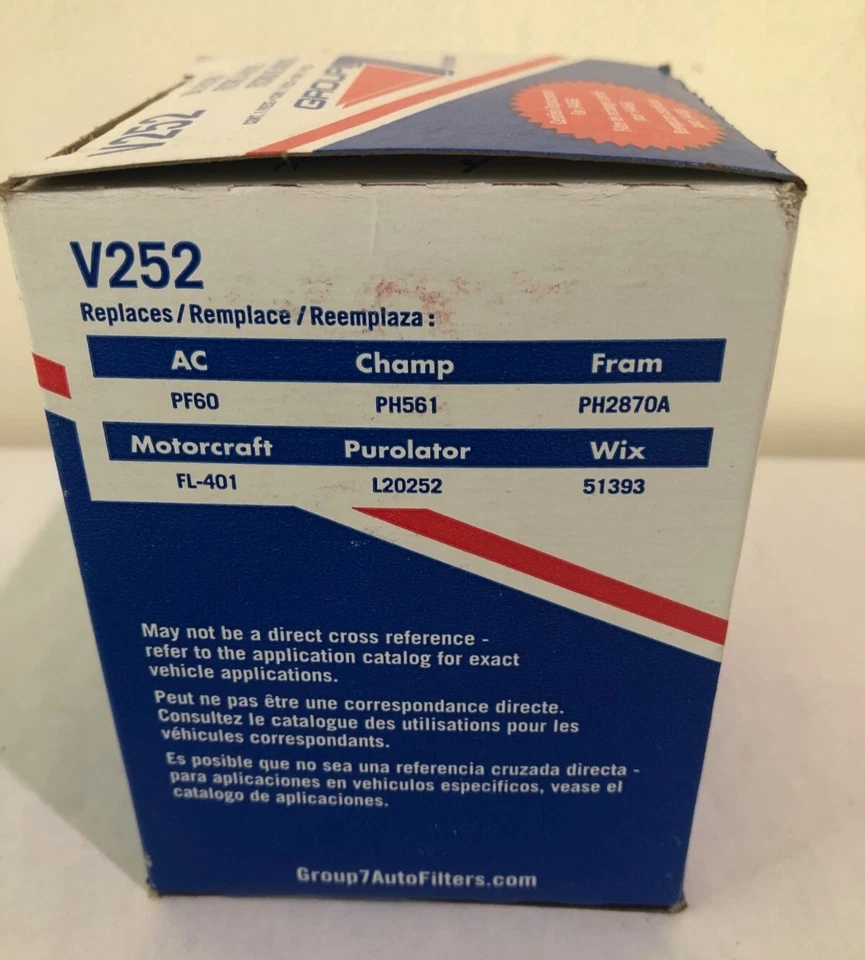 V252
GROUP 7
V252
Replaces / Remplace / Reemplaza :
AC Champ Fram
PF60 PH561 PH2870A
Motorcraft Purolator Wix
FL-401 L20252 51393
May not be a direct cross reference -
refer to the application catalog for exact
vehicle applications.
Peut ne pas être une correspondance directe.
Consultez le catalogue des utilisations pour les
véhicules correspondants.
Es posible que no sea una referencia cruzada directa -
para aplicaciones en vehiculos especificos, vease el
catalogo de aplicaciones.
Group7AutoFilters.com